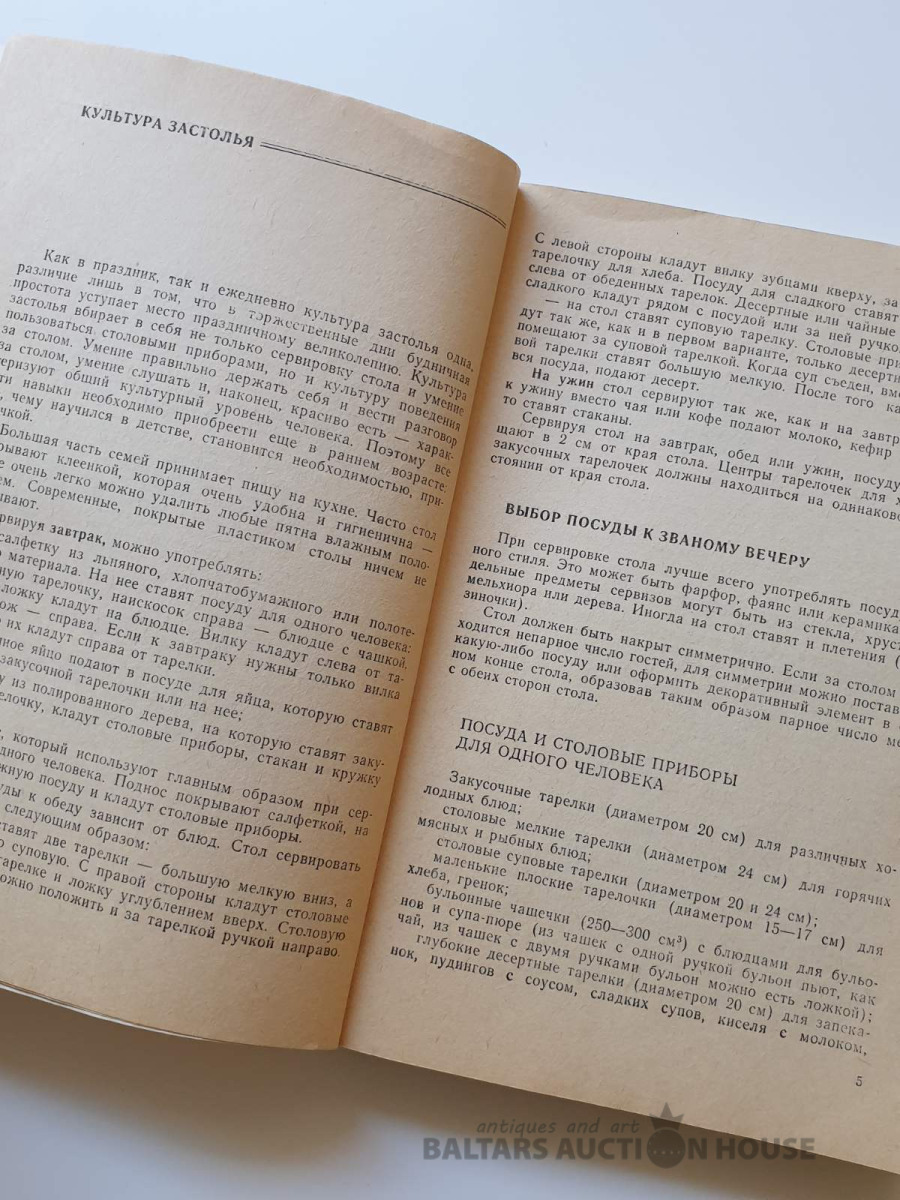 КУЛЬТУРА ЗАСТОЛЬЯ
Как в праздник, так и ежедневно культура застолья одна,
различие лишь в том, что в торжественные дни будничная
простота уступает место праздничному великолепию. Культура
застолья вбирает в себя не только сервировку стола и умение
пользоваться столовыми приборами, но и культуру поведения
за столом. Умение правильно держать себя и вести разговор
за столом, умение слушать и, наконец, красиво есть — харак-
теризуют общий культурный уровень человека. Поэтому все
ти навыки необходимо приобрести еще в раннем возрасте:
, чему научился в детстве, становится необходимостью, при-
чкой.
Большая часть семей принимает пищу на кухне. Часто стол
рывают клеенкой, которая очень удобна и гигиенична —
ее очень легко можно удалить любые пятна влажным поло-
ем. Современные, покрытые пластиком столы ничем не
ывают.
ервируя завтрак, можно употреблять:
салфетку из льняного, хлопчатобумажного или полоте-
о материала. На нее ставят посуду для одного человека:
ную тарелочку, наискосок справа — блюдце с чашкой,
ложку кладут на блюдце. Вилку кладут слева от та-
ож — справа. Если к завтраку нужны только вилка
о их кладут справа от тарелки.
ное яйцо подают в посуде для яйца, которую ставят
закусочной тарелочки или на нее;
у из полированного дерева, на которую ставят заку-
елочку, кладут столовые приборы, стакан и кружку
, который используют главным образом при сер-
дного человека. Поднос покрывают салфеткой, на
жную посуду и кладут столовые приборы.
уды к обеду зависит от блюд. Стол сервировать
следующим образом:
тавят две тарелки — большую мелкую вниз, а
о суповую. С правой стороны кладут столовые
тарелке и ложку углублением вверх. Столовую
ожно положить и за тарелкой ручкой направо.
С левой стороны кладут вилку зубцами кверху, за
тарелочку для хлеба. Посуду для сладкого ставят
слева от обеденных тарелок. Десертные или чайные
сладкого кладут рядом с посудой или за ней ручкой
— на стол ставят суповую тарелку. Столовые при
дут так же, как и в первом варианте, только десертн
помещают за суповой тарелкой. Когда суп съеден, вм
вой тарелки ставят большую мелкую. После того ка
вся посуда, подают десерт.
На ужин стол сервируют так же, как и на завтра
к ужину вместо чая или кофе подают молоко, кефир
то ставят стаканы.
Сервируя стол на завтрак, обед или ужин, посуду
щают в 2 см от края стола. Центры тарелочек для х
закусочных тарелочек должны находиться на одинаково
стоянии от края стола.
ВЫБОР ПОСУДЫ К ЗВАНОМУ ВЕЧЕРУ
При сервировке стола лучше всего употреблять посуд
ного стиля. Это может быть фарфор, фаянс или керамика
дельные предметы сервизов могут быть из стекла, хруст
мельхиора или дерева. Иногда на стол ставят и плетения (
зиночки).
Стол должен быть накрыт симметрично. Если за столом
ходится непарное число гостей, для симметрии можно постав
какую-либо посуду или оформить декоративный элемент в с
ном конце стола, образовав таким образом парное число ме
с обеих сторон стола.
ПОСУДА И СТОЛОВЫЕ ПРИБОРЫ
ДЛЯ ОДНОГО ЧЕЛОВЕКА
Закусочные тарелки (диаметром 20 см) для различных хо-
лодных блюд;
столовые мелкие тарелки (диаметром 24 см) для горячих
мясных и рыбных блюд;
столовые суповые тарелки (диаметром 20 и 24 см);
маленькие плоские тарелочки (диаметром 15—17 см) для
хлеба, гренок;
бульонные чашечки (250—300 см³) с блюдцами для бульо-
нов и супа-пюре (из чашек с одной ручкой бульон пьют, как
чай, из чашек с двумя ручками бульон можно есть ложкой);
глубокие десертные тарелки (диаметром 20 см) для запека-
нок, пудингов с соусом, сладких супов, киселя с молоком,
5
antiques and art
BALTARS AUCTION HOUSE